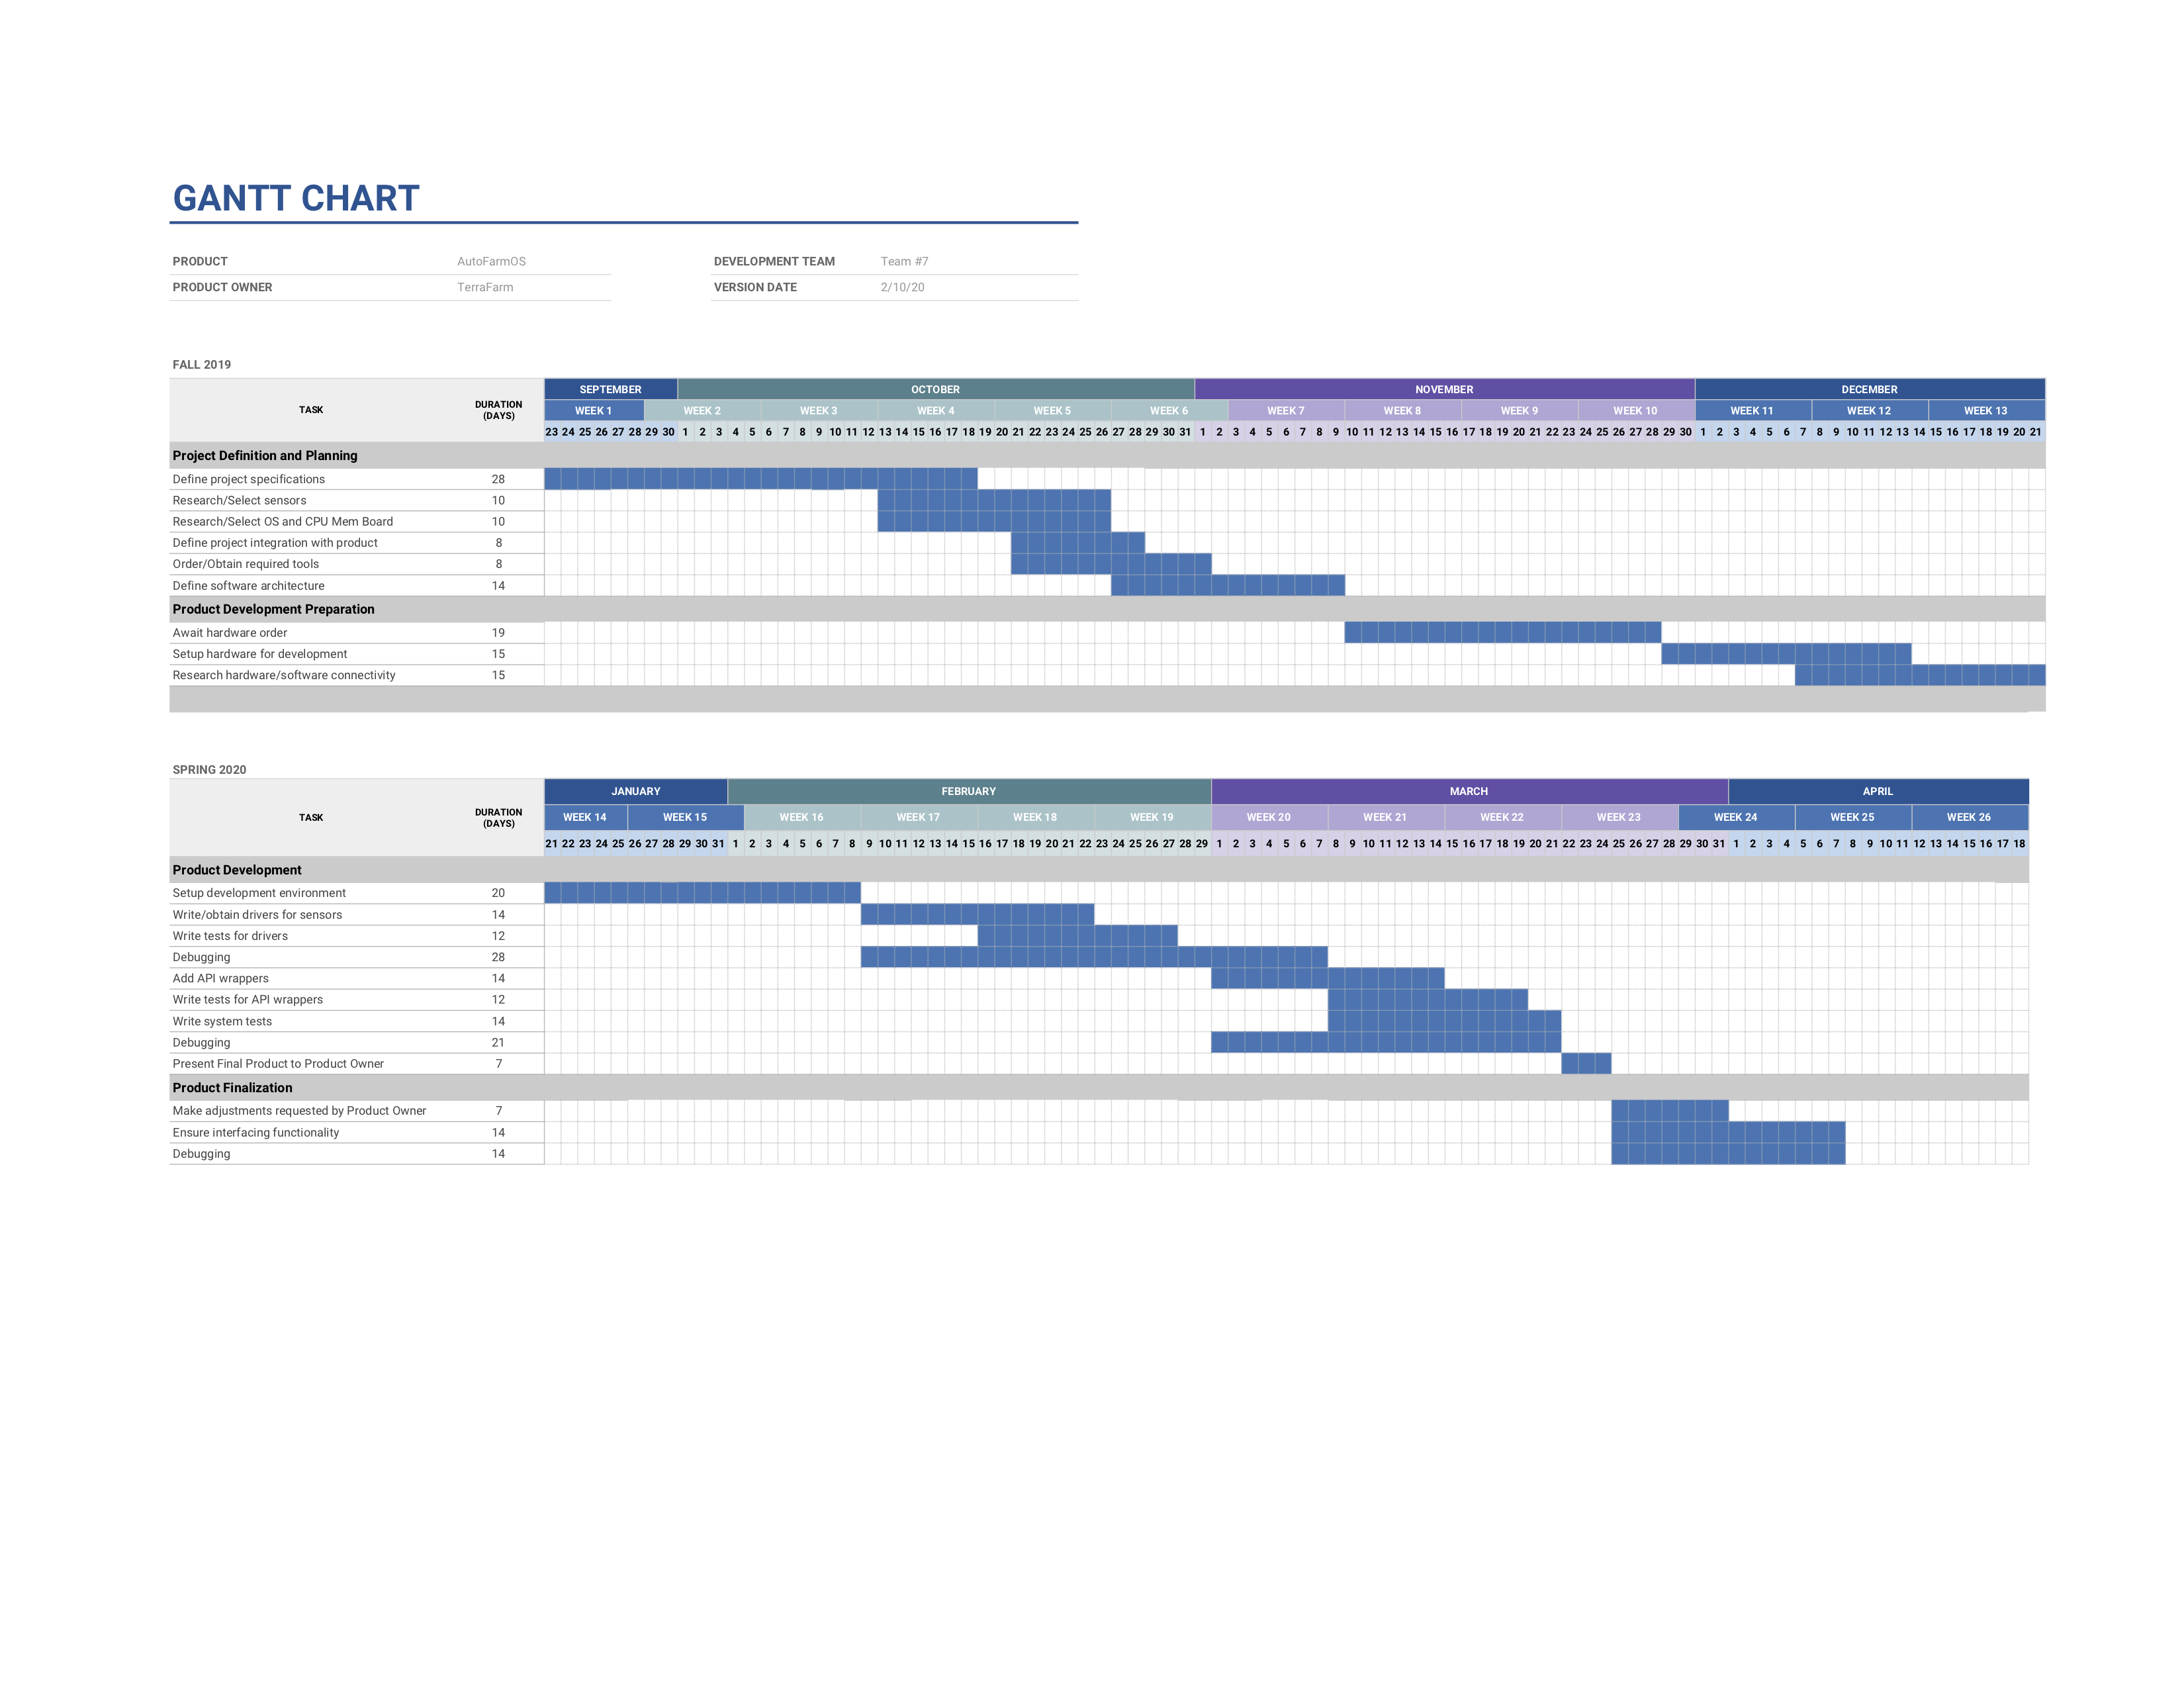 GANTT CHART
PRODUCT AutoFarmOS DEVELOPMENT TEAM Team #7
PRODUCT OWNER TerraFarm VERSION DATE 2/10/20
FALL 2019
TASK DURATION (DAYS) SEPTEMBER OCTOBER NOVEMBER DECEMBER
WEEK 1 WEEK 2 WEEK 3 WEEK 4 WEEK 5 WEEK 6 WEEK 7 WEEK 8 WEEK 9 WEEK 10 WEEK 11 WEEK 12 WEEK 13
23 24 25 26 27 28 29 30 1 2 3 4 5 6 7 8 9 10 11 12 13 14 15 16 17 18 19 20 21 22 23 24 25 26 27 28 29 30 31 1 2 3 4 5 6 7 8 9 10 11 12 13 14 15 16 17 18 19 20 21 22 23 24 25 26 27 28 29 30 1 2 3 4 5 6 7 8 9 10 11 12 13 14 15 16 17 18 19 20 21
Project Definition and Planning
Define project specifications 28
Research/Select sensors 10
Research/Select OS and CPU Mem Board 10
Define project integration with product 8
Order/Obtain required tools 8
Define software architecture 14
Product Development Preparation
Await hardware order 19
Setup hardware for development 15
Research hardware/software connectivity 15
SPRING 2020
TASK DURATION (DAYS) JANUARY FEBRUARY MARCH APRIL
WEEK 14 WEEK 15 WEEK 16 WEEK 17 WEEK 18 WEEK 19 WEEK 20 WEEK 21 WEEK 22 WEEK 23 WEEK 24 WEEK 25 WEEK 26
21 22 23 24 25 26 27 28 29 30 31 1 2 3 4 5 6 7 8 9 10 11 12 13 14 15 16 17 18 19 20 21 22 23 24 25 26 27 28 29 1 2 3 4 5 6 7 8 9 10 11 12 13 14 15 16 17 18 19 20 21 22 23 24 25 26 27 28 29 30 31 1 2 3 4 5 6 7 8 9 10 11 12 13 14 15 16 17 18
Product Development
Setup development environment 20
Write/obtain drivers for sensors 14
Write tests for drivers 12
Debugging 28
Add API wrappers 14
Write tests for API wrappers 12
Write system tests 14
Debugging 21
Present Final Product to Product Owner 7
Product Finalization
Make adjustments requested by Product Owner 7
Ensure interfacing functionality 14
Debugging 14